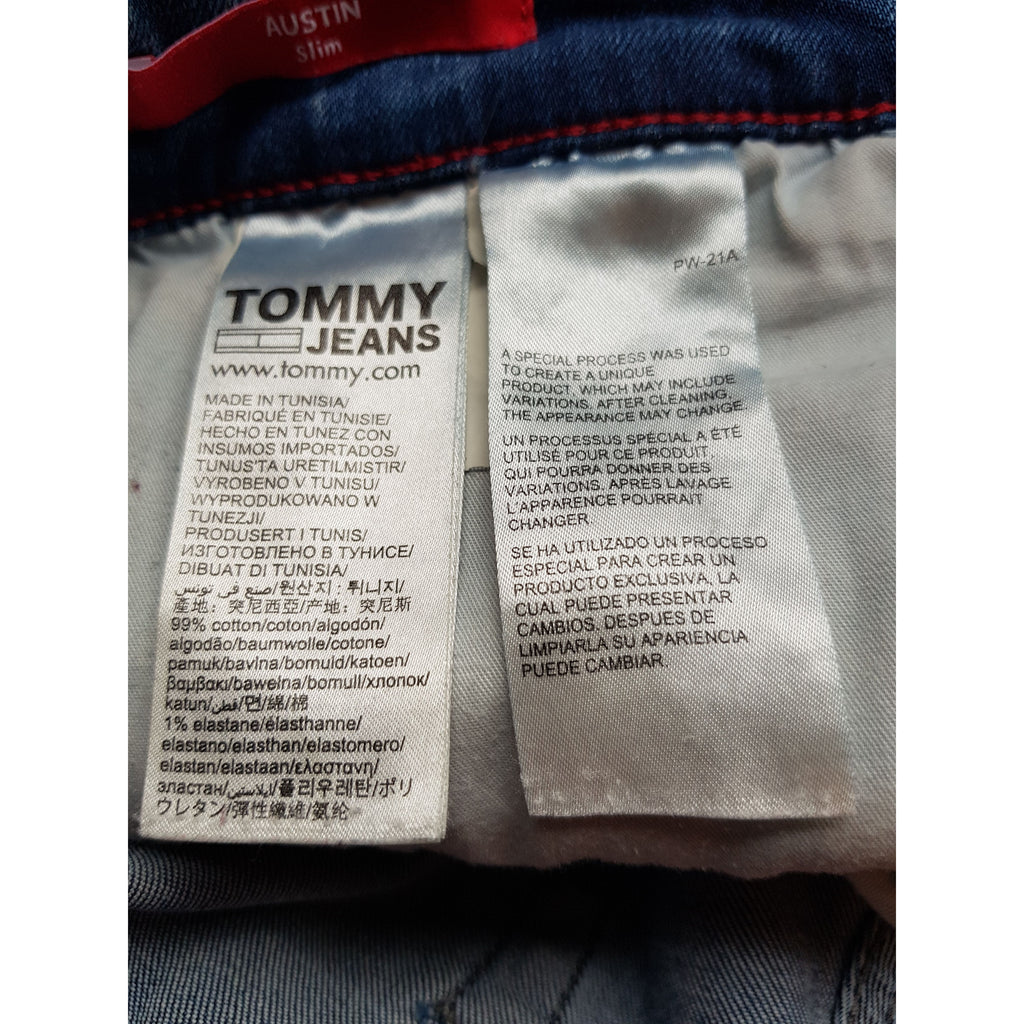 AUSTIN
Slim
TOMMY
JEANS
www.tommy.com
MADE IN TUNISIA/
FABRIQUÉ EN TUNISIE/
HECHO EN TUNEZ CON
INSUMOS IMPORTADOS/
TUNUS'TA URETILMISTIR/
VYROBENO V TUNISU/
WYPRODUKOWANO W
TUNEZJI/
PRODUSERT I TUNIS/
ИЗГОТОВЛЕНО В ТУНИСЕ/
DIBUAT DI TUNISIA/
صنع في تونس/원산지 : 튀니지/
產地: 突尼西亞/产地: 突尼斯
99% cotton/coton/algodón/
algodão/baumwolle/cotone/
pamuk/bavlna/bomuld/katoen/
βαμβακι/bawełna/bomull/хлопок/
katun/قطن/면/綿/棉
1% elastane/élasthanne/
elastano/elasthan/elastomero/
elastan/elastaan/ελαστανη/
эластан/ايلاستين/폴리우레탄/ポリ
ウレタン/彈性纖維/氨纶
PW-21A
A SPECIAL PROCESS WAS USED
TO CREATE A UNIQUE
PRODUCT, WHICH MAY INCLUDE
VARIATIONS. AFTER CLEANING,
THE APPEARANCE MAY CHANGE.
UN PROCESSUS SPÉCIAL A ÉTÉ
UTILISÉ POUR CE PRODUIT
QUI POURRA DONNER DES
VARIATIONS. APRÈS LAVAGE
L'APPARENCE POURRAIT
CHANGER.
SE HA UTILIZADO UN PROCESO
ESPECIAL PARA CREAR UN
PRODUCTO EXCLUSIVA, LA
CUAL PUEDE PRESENTAR
CAMBIOS. DESPUES DE
LIMPIARLA SU APARIENCIA
PUEDE CAMBIAR.